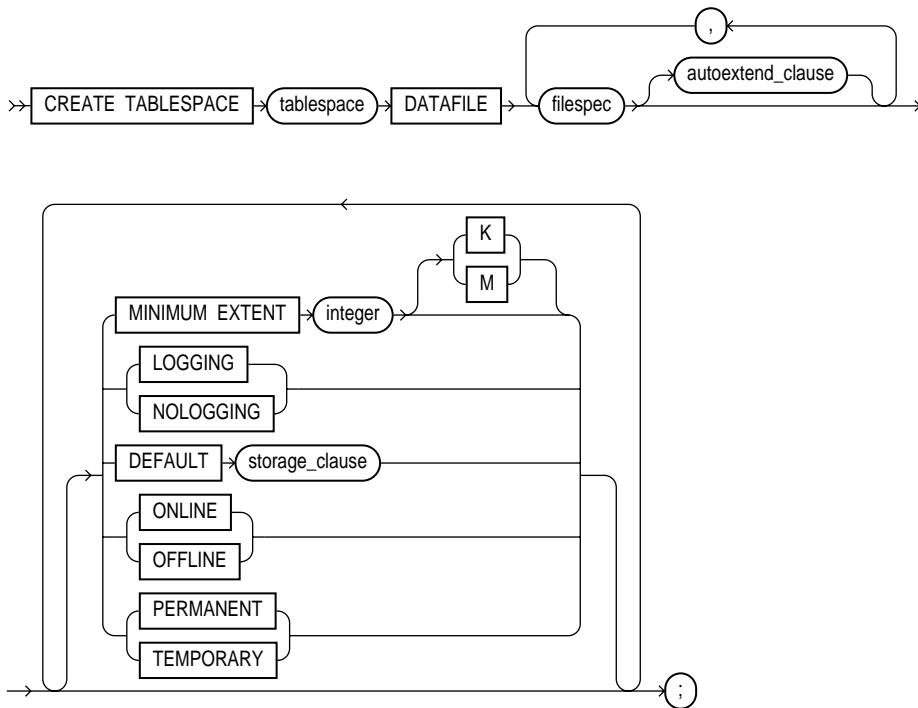 ,
autoextend_clause
CREATE TABLESPACE tablespace DATAFILE filespec
K
M
MINIMUM EXTENT integer
LOGGING
NOLOGGING
DEFAULT storage_clause
ONLINE
OFFLINE
PERMANENT
TEMPORARY
;